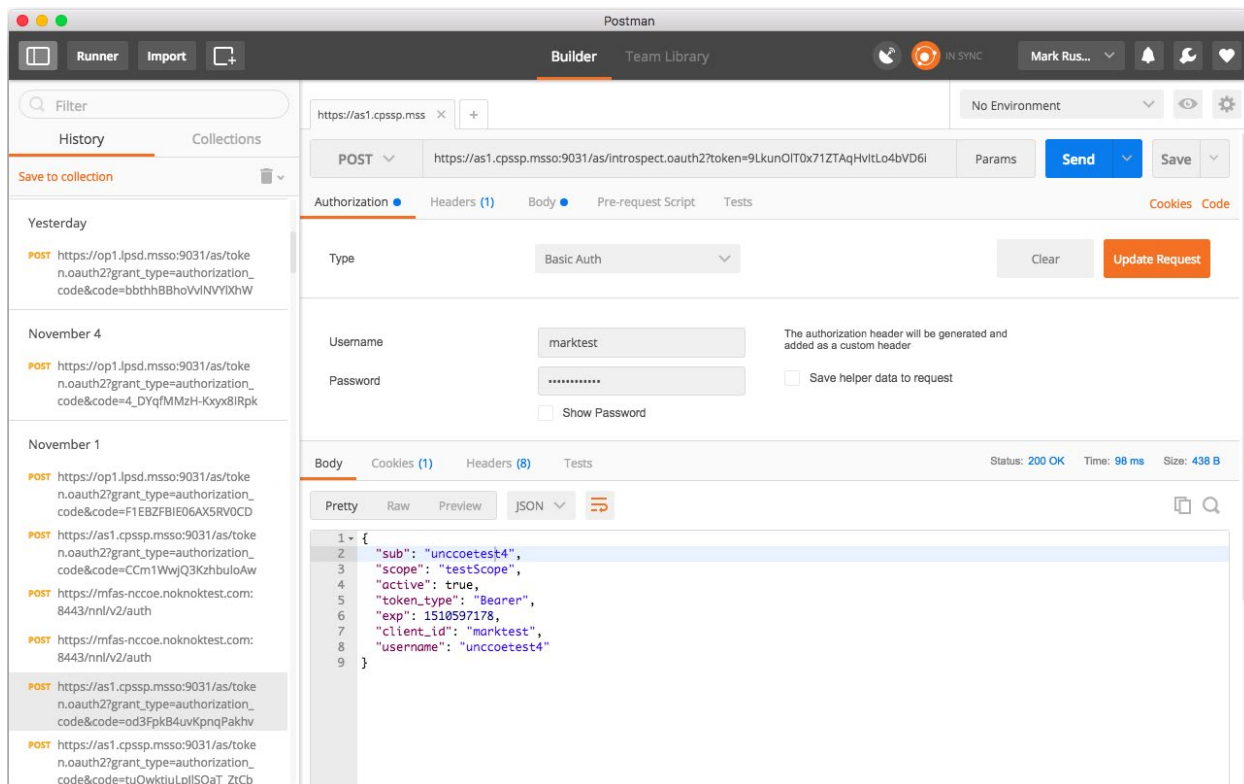 Postman
Runner Import Builder Team Library IN SYNC Mark Rus...
Filter
History Collections
Save to collection
Yesterday
POST https://op1.lpsd.msso:9031/as/toke
n.oauth2?grant_type=authorization_
code&code=bbthhBBhoVvlNVYlXhW
November 4
POST https://op1.lpsd.msso:9031/as/toke
n.oauth2?grant_type=authorization_
code&code=4_DYqfMMzH-Kxyx8IRpk
November 1
POST https://op1.lpsd.msso:9031/as/toke
n.oauth2?grant_type=authorization_
code&code=F1EBZFBIE06AX5RV0CD
POST https://as1.cpssp.msso:9031/as/toke
n.oauth2?grant_type=authorization_
code&code=CCm1WwjQ3KzhbuloAw
POST https://mfas-nccoe.noknoktest.com:
8443/nnl/v2/auth
POST https://mfas-nccoe.noknoktest.com:
8443/nnl/v2/auth
POST https://as1.cpssp.msso:9031/as/toke
n.oauth2?grant_type=authorization_
code&code=od3FpkB4uvKpnqPakhv
POST https://as1.cpssp.msso:9031/as/toke
n.oauth2?grant_type=authorization_
code&code=tuOwktjuLpJlSOaT_ZtCb
https://as1.cpssp.mss
No Environment
POST https://as1.cpssp.msso:9031/as/introspect.oauth2?token=9LkunOlT0x71ZTAqHvltLo4bVD6i Params Send Save
Authorization Headers (1) Body Pre-request Script Tests Cookies Code
Type Basic Auth Clear Update Request
Username marktest
The authorization header will be generated and
added as a custom header
Password ••••••••••••
Save helper data to request
Show Password
Body Cookies (1) Headers (8) Tests Status: 200 OK Time: 98 ms Size: 438 B
Pretty Raw Preview JSON
1 {
2 "sub": "unccoetest4",
3 "scope": "testScope",
4 "active": true,
5 "token_type": "Bearer",
6 "exp": 1510597178,
7 "client_id": "marktest",
8 "username": "unccoetest4"
9 }